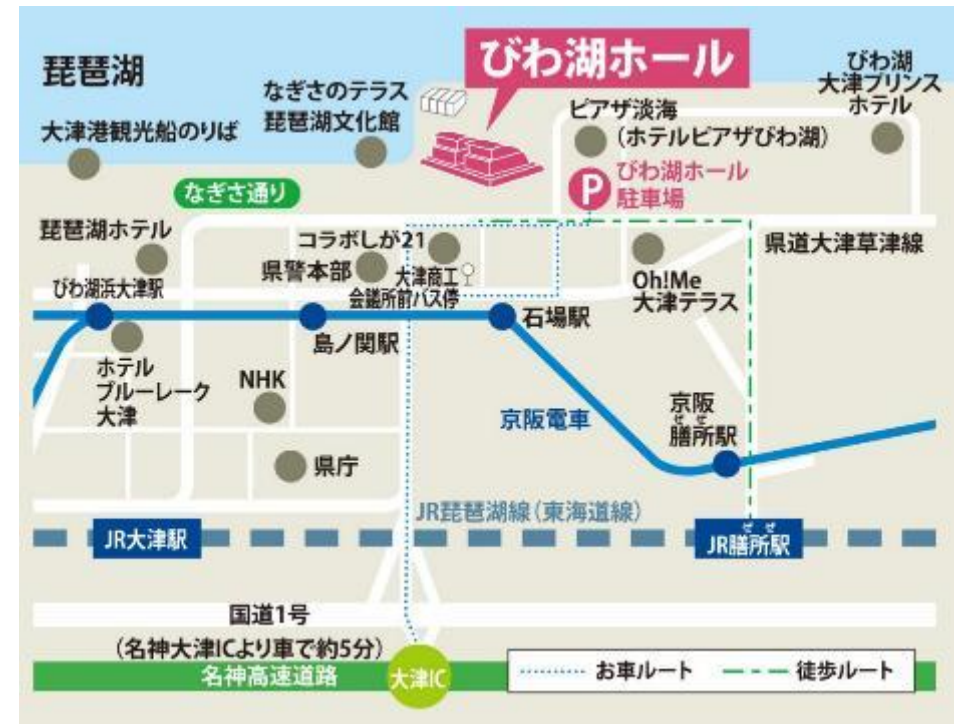 びわ湖ホール
琵琶湖
大津港観光船のりば
なぎさのテラス
琵琶湖文化館
ピアザ淡海
(ホテルピアザびわ湖)
びわ湖
大津プリンス
ホテル
P
びわ湖ホール
駐車場
なぎさ通り
琵琶湖ホテル
コラボしが21
県警本部
大津商工
会議所前バス停
Oh!Me
大津テラス
県道大津草津線
びわ湖浜大津駅
島ノ関駅
石場駅
ホテル
ブルーレーク
大津
NHK
県庁
京阪電車
京阪
ぜ ぜ
膳所駅
JR琵琶湖線(東海道線)
JR大津駅
ぜ ぜ
JR膳所駅
国道1号
(名神大津ICより車で約5分)
名神高速道路
大津IC
お車ルート
徒歩ルート